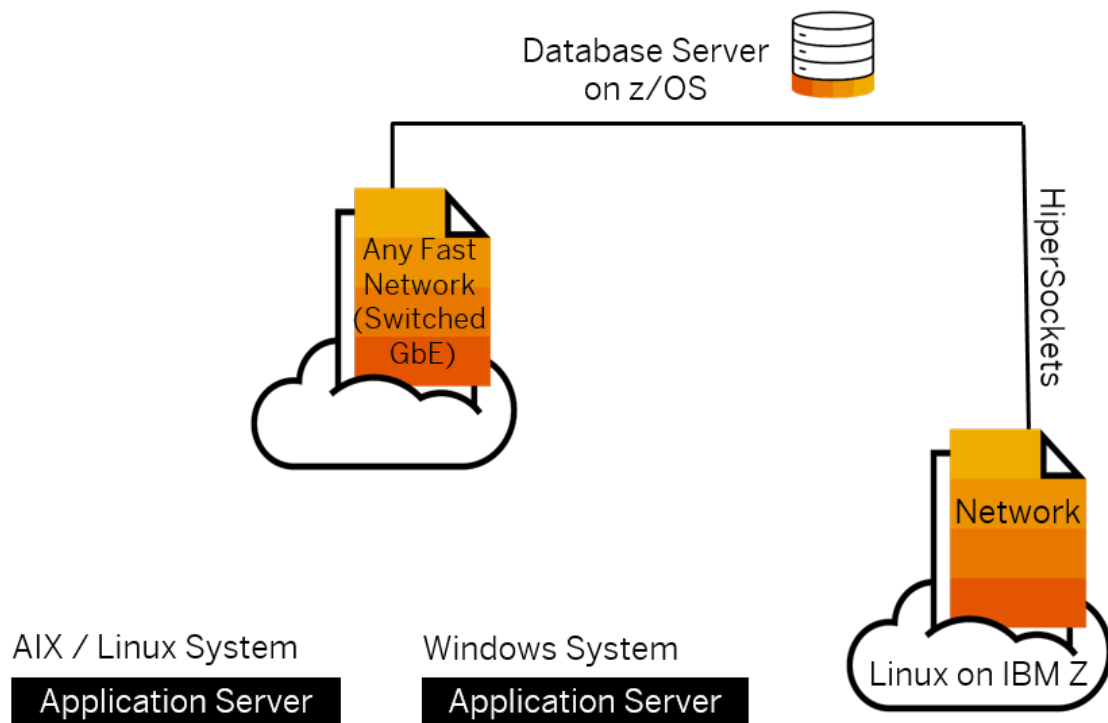 Database Server
on z/OS
Any Fast
Network
(Switched
GbE)
HiperSockets
Network
Linux on IBM Z
AIX / Linux System
Application Server
Windows System
Application Server